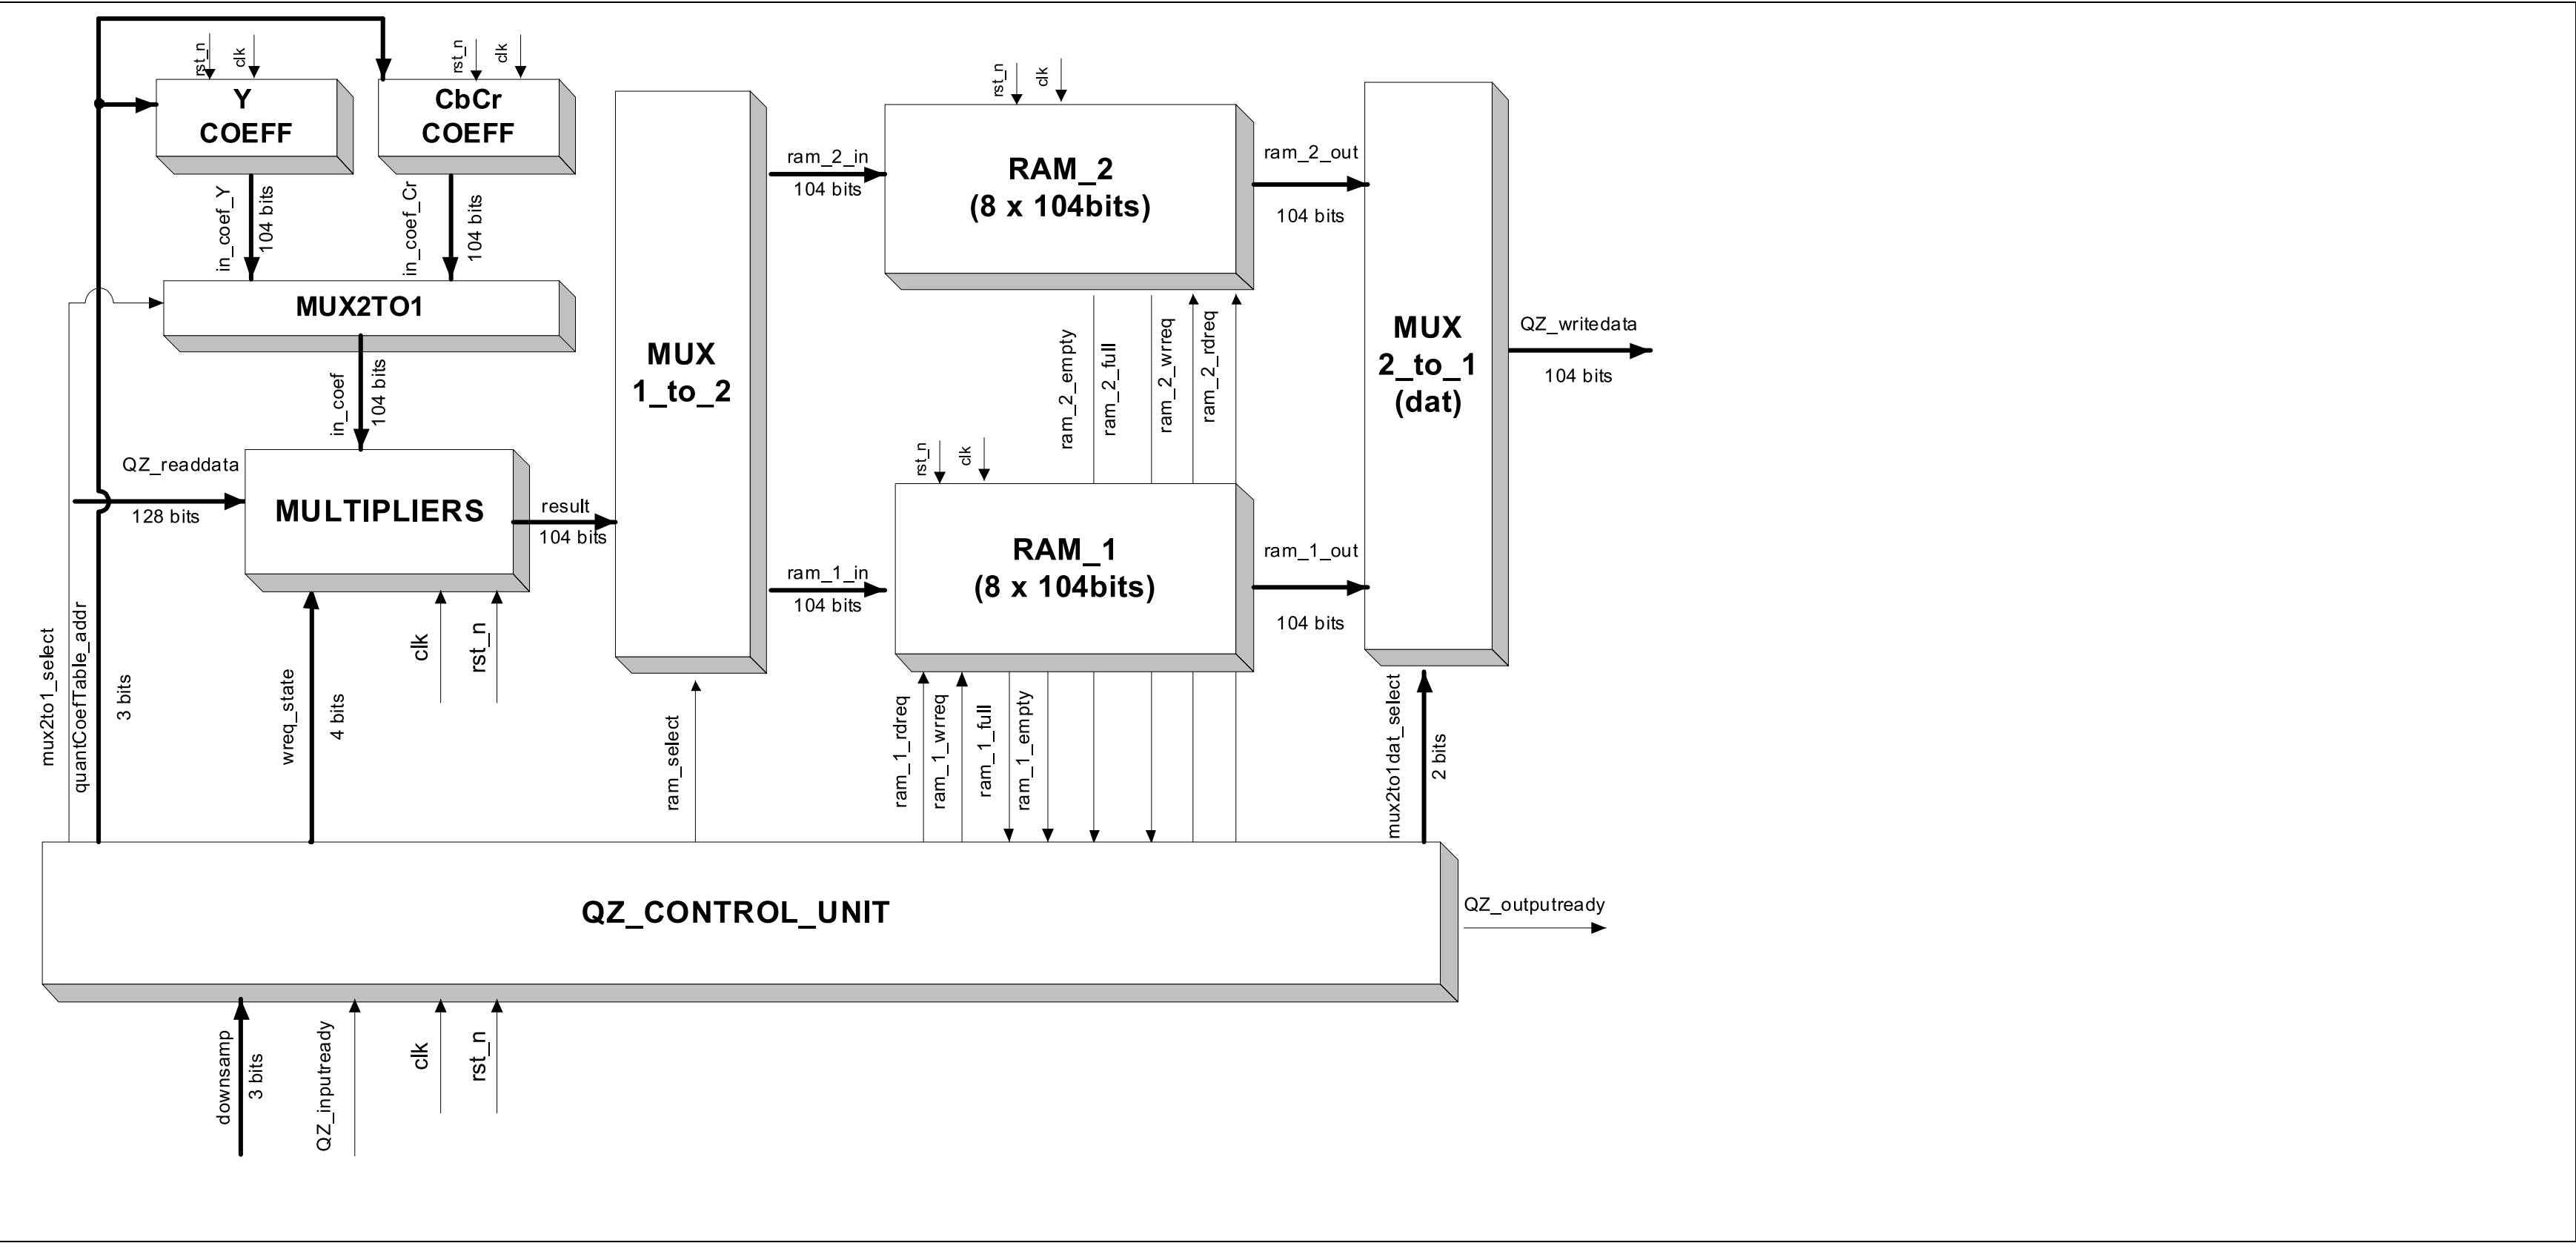 rst_n
clk
rst_n
clk
Y
COEFF
CbCr
COEFF
in_coef_Y
104 bits
in_coef_Cr
104 bits
MUX2TO1
in_coef
104 bits
QZ_readdata
128 bits
MULTIPLIERS
result
104 bits
mux2to1_select
quantCoefTable_addr
3 bits
wreq_state
4 bits
clk
rst_n
MUX
1_to_2
ram_select
ram_2_in
104 bits
ram_1_in
104 bits
rst_n
clk
RAM_2
(8 x 104bits)
ram_2_out
104 bits
ram_2_empty
ram_2_full
ram_2_wrreq
ram_2_rdreq
rst_n
clk
RAM_1
(8 x 104bits)
ram_1_out
104 bits
ram_1_rdreq
ram_1_wrreq
ram_1_full
ram_1_empty
MUX
2_to_1
(dat)
QZ_writedata
104 bits
mux2to1dat_select
2 bits
QZ_CONTROL_UNIT
QZ_outputready
downsamp
3 bits
QZ_inputready
clk
rst_n